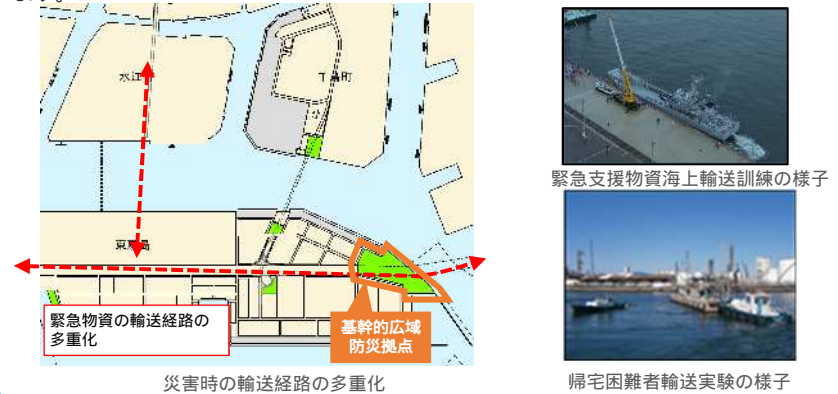 水江
千鳥町
東扇島
緊急物資の輸送経路の
多重化
基幹的広域
防災拠点
災害時の輸送経路の多重化
緊急支援物資海上輸送訓練の様子
帰宅困難者輸送実験の様子